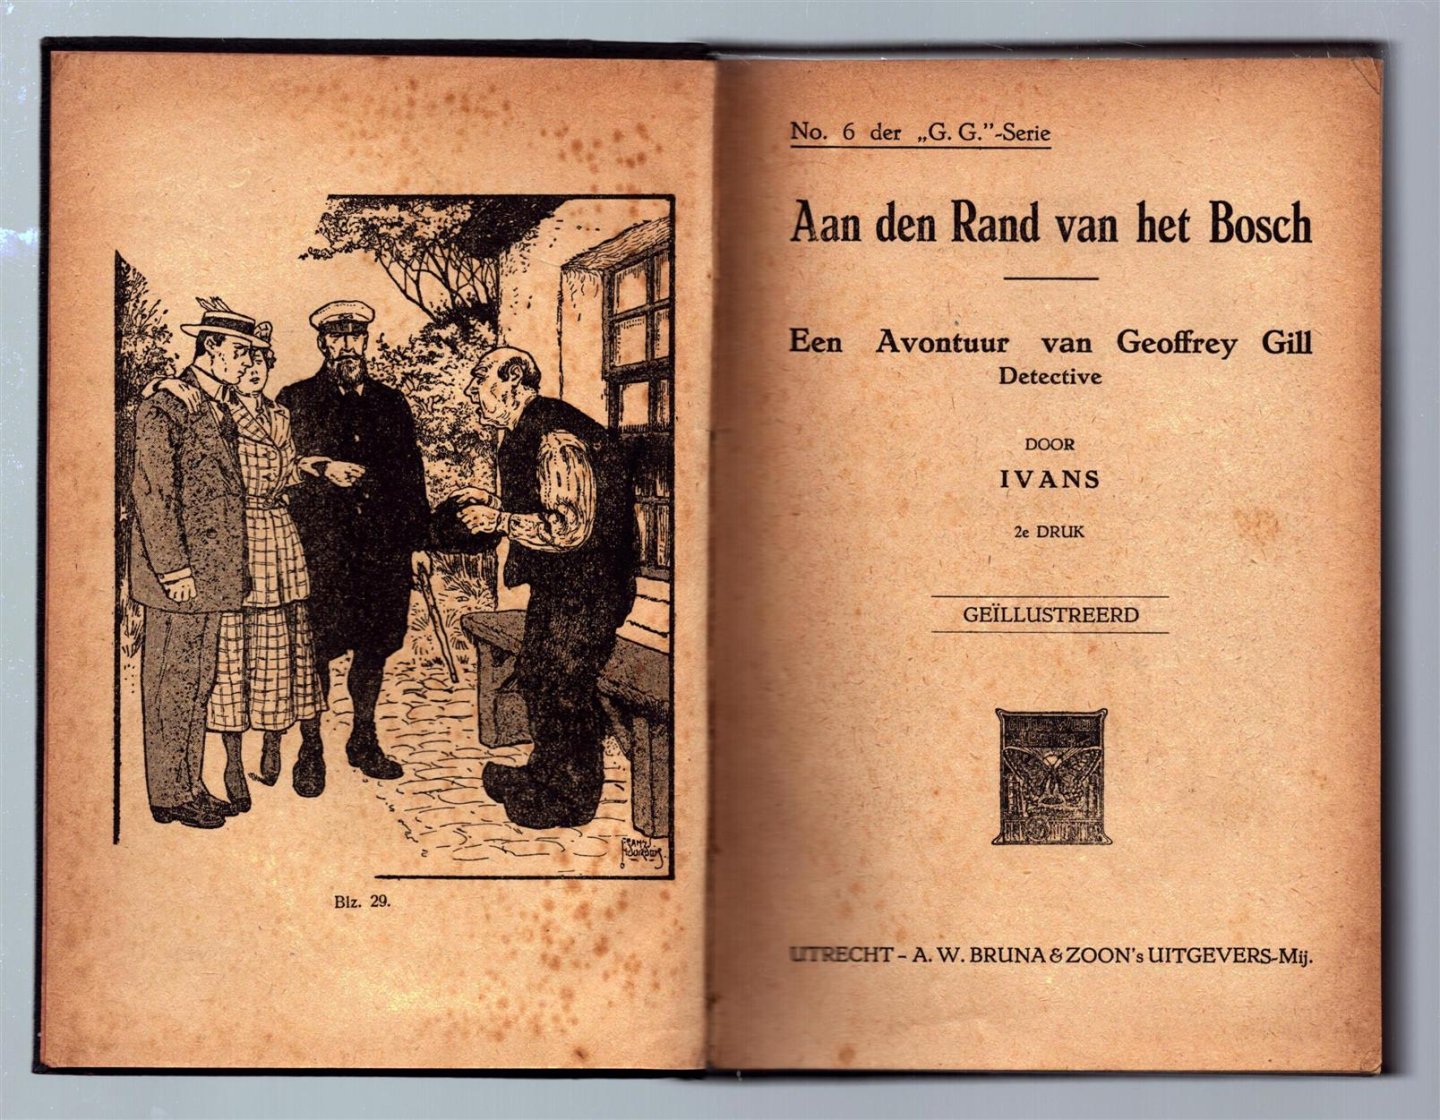 Blz. 29.
No. 6 der „G. G.”-Serie
Aan den Rand van het Bosch
Een Avontuur van Geoffrey Gill
Detective
DOOR
IVANS
2e DRUK
GEÏLLUSTREERD
UTRECHT - A. W. BRUNA & ZOON's UITGEVERS-Mij.